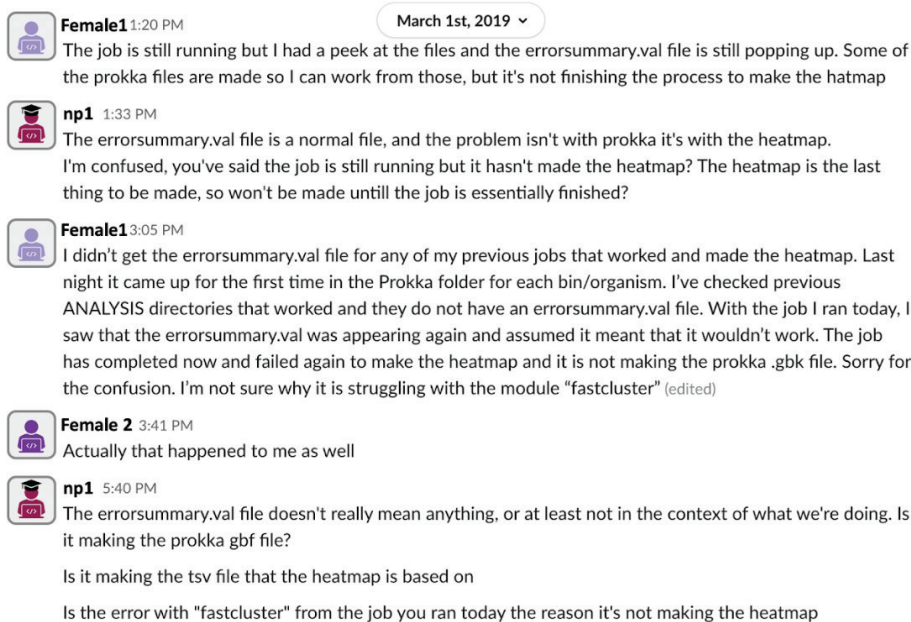 March 1st, 2019
Female1 1:20 PM
The job is still running but I had a peek at the files and the errorsummary.val file is still popping up. Some of
the prokka files are made so I can work from those, but it's not finishing the process to make the hatmap
np1 1:33 PM
The errorsummary.val file is a normal file, and the problem isn't with prokka it's with the heatmap.
I'm confused, you've said the job is still running but it hasn't made the heatmap? The heatmap is the last
thing to be made, so won't be made untill the job is essentially finished?
Female1 3:05 PM
I didn't get the errorsummary.val file for any of my previous jobs that worked and made the heatmap. Last
night it came up for the first time in the Prokka folder for each bin/organism. I've checked previous
ANALYSIS directories that worked and they do not have an errorsummary.val file. With the job I ran today, I
saw that the errorsummary.val was appearing again and assumed it meant that it wouldn't work. The job
has completed now and failed again to make the heatmap and it is not making the prokka .gbk file. Sorry for
the confusion. I'm not sure why it is struggling with the module "fastcluster" (edited)
Female 2 3:41 PM
Actually that happened to me as well
np1 5:40 PM
The errorsummary.val file doesn't really mean anything, or at least not in the context of what we're doing. Is
it making the prokka gbf file?
Is it making the tsv file that the heatmap is based on
Is the error with "fastcluster" from the job you ran today the reason it's not making the heatmap